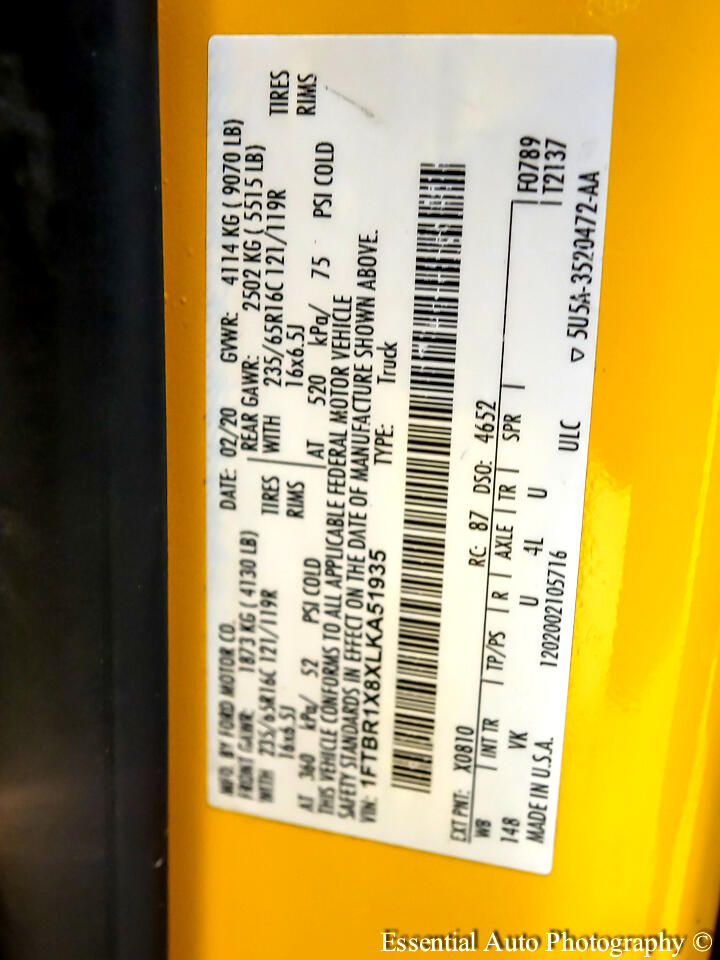 MFD. BY FORD MOTOR CO. DATE: 02/20 GVWR: 4114 KG ( 9070 LB)
FRONT GAWR: 1873 KG ( 4130 LB) REAR GAWR: 2502 KG ( 5515 LB)
WITH 235/65R16C 121/119R TIRES WITH 235/65R16C 121/119R TIRES
16x6.5J RIMS 16x6.5J RIMS
AT 360 kPa/ 52 PSI COLD AT 520 kPa/ 75 PSI COLD
THIS VEHICLE CONFORMS TO ALL APPLICABLE FEDERAL MOTOR VEHICLE
SAFETY STANDARDS IN EFFECT ON THE DATE OF MANUFACTURE SHOWN ABOVE.
VIN: 1FTBR1X8XLKA51935 TYPE: Truck
EXT PNT: X0810 RC: 87 DSO: 4652
WB INT TR TP/PS R AXLE TR SPR F0789
148 VK U 4L U T2137
MADE IN U.S.A. 1202002105716 ULC ▽ 5U5A-3520472-AA
Essential Auto Photography ©